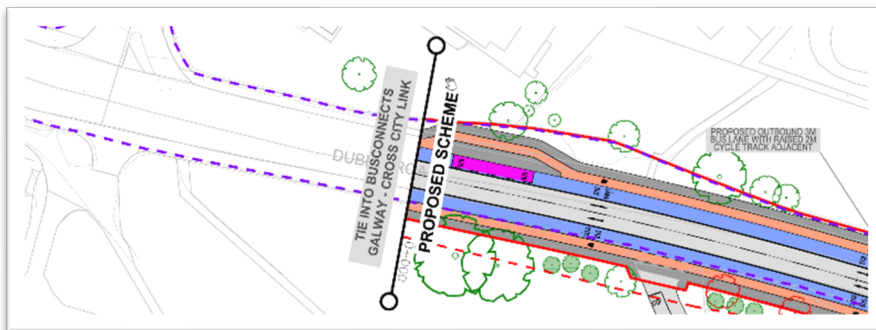 TIE INTO BUSCONNECTS
GALWAY - CROSS CITY LINK
PROPOSED SCHEME
PROPOSED OUTBOUND 3M
BUS LANE WITH RAISED 2M
CYCLE TRACK ADJACENT